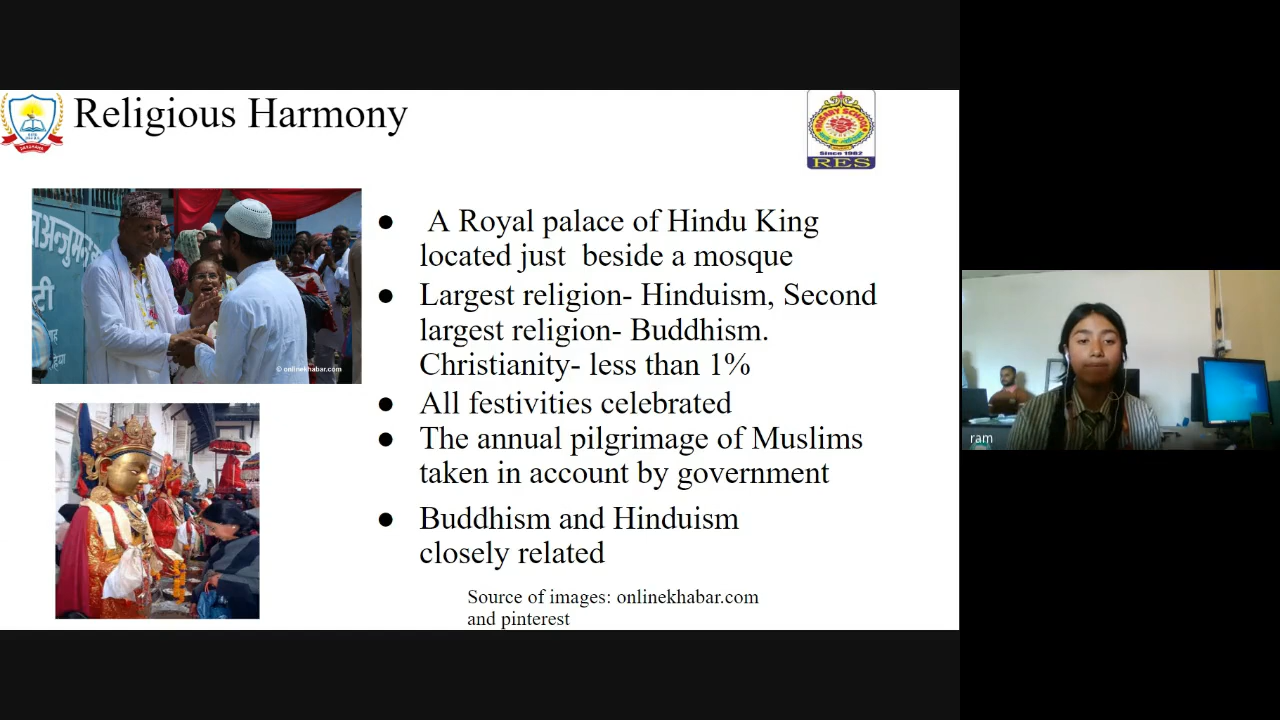 Religious Harmony
Since 1982
RES
© onlinekhabar.com
● A Royal palace of Hindu King
located just beside a mosque
● Largest religion- Hinduism, Second
largest religion- Buddhism.
Christianity- less than 1%
● All festivities celebrated
● The annual pilgrimage of Muslims
taken in account by government
● Buddhism and Hinduism
closely related
Source of images: onlinekhabar.com
and pinterest
ram